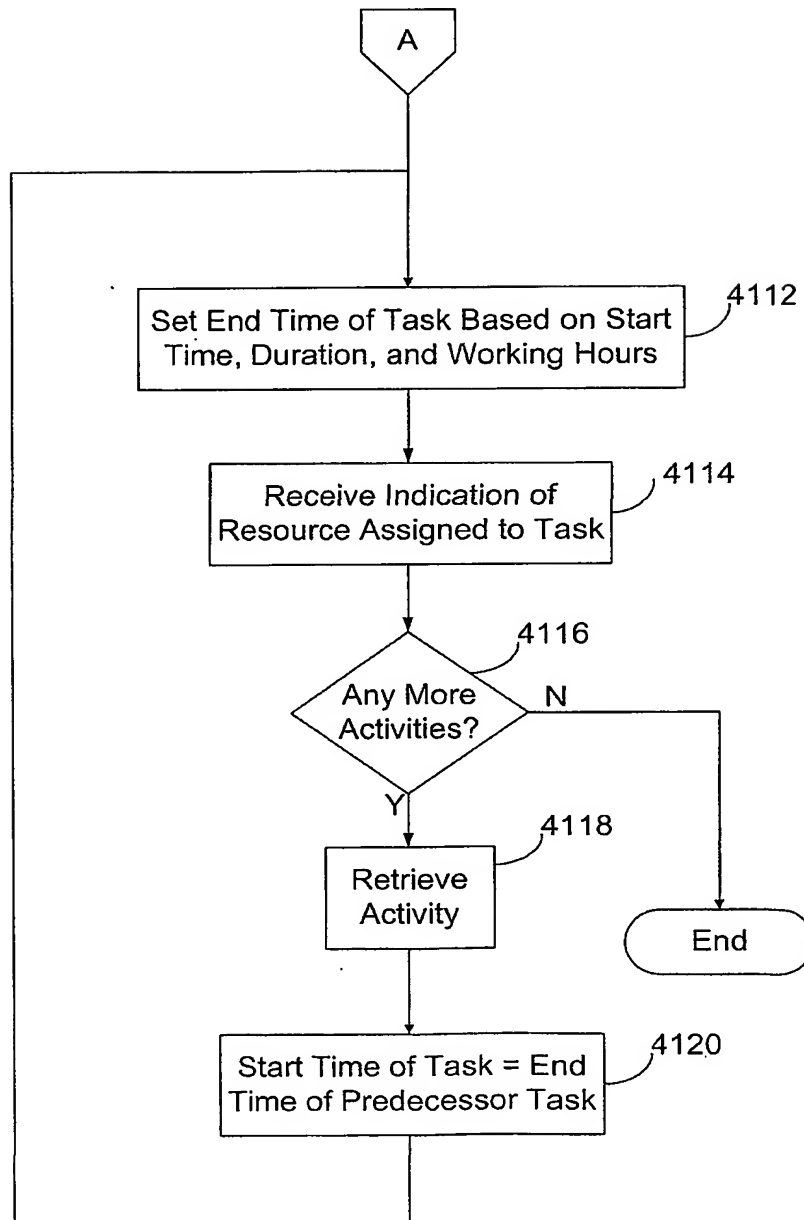 A
Set End Time of Task Based on Start
Time, Duration, and Working Hours
4112
Receive Indication of
Resource Assigned to Task
4114
Any More
Activities?
4116
N
Y
Retrieve
Activity
4118
End
Start Time of Task = End
Time of Predecessor Task
4120